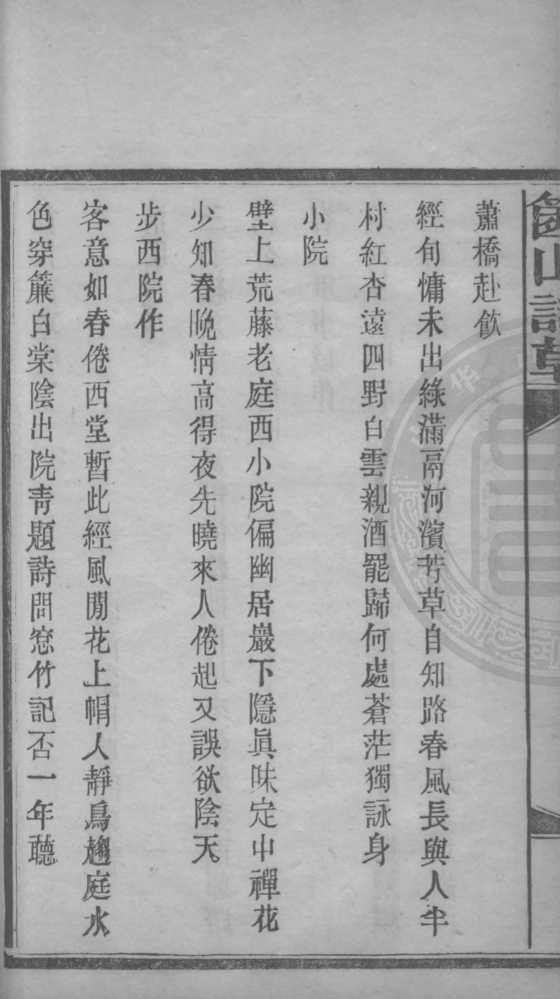 山詩草
蕭橋赴飲
經旬慵未出綠滿鬲河濱芳草自知路春風長與人半
村紅杏遠四野白雲親酒罷歸何處蒼茫獨詠身
小院
壁上荒藤老庭西小院偏幽居巖下隱眞味定中禪花
少知春晚情高得夜先曉來人倦起又誤欲陰天
步西院作
客意如春倦西堂暫此經風閒花上帽人靜鳥趨庭水
色穿簾白棠陰出院靑題詩問窓竹記否一年聽